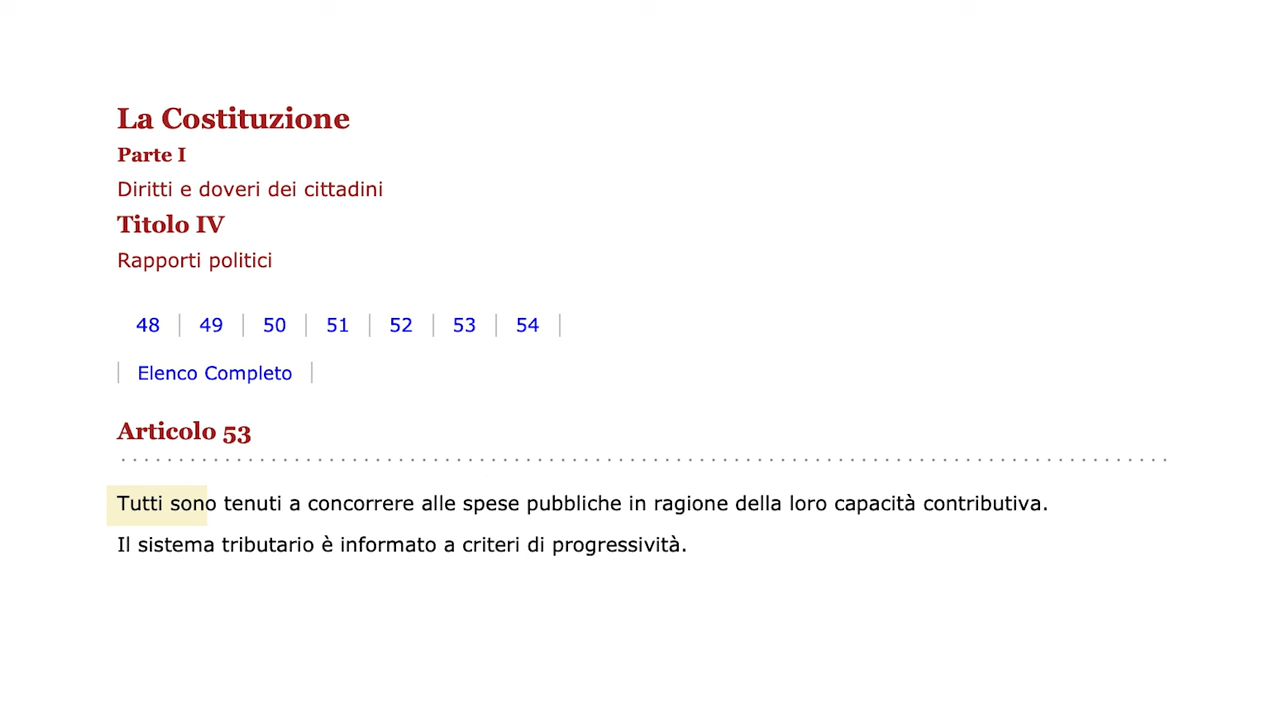 La Costituzione
Parte I
Diritti e doveri dei cittadini
Titolo IV
Rapporti politici
48 | 49 | 50 | 51 | 52 | 53 | 54 |
| Elenco Completo |
Articolo 53
Tutti sono tenuti a concorrere alle spese pubbliche in ragione della loro capacità contributiva.
Il sistema tributario è informato a criteri di progressività.